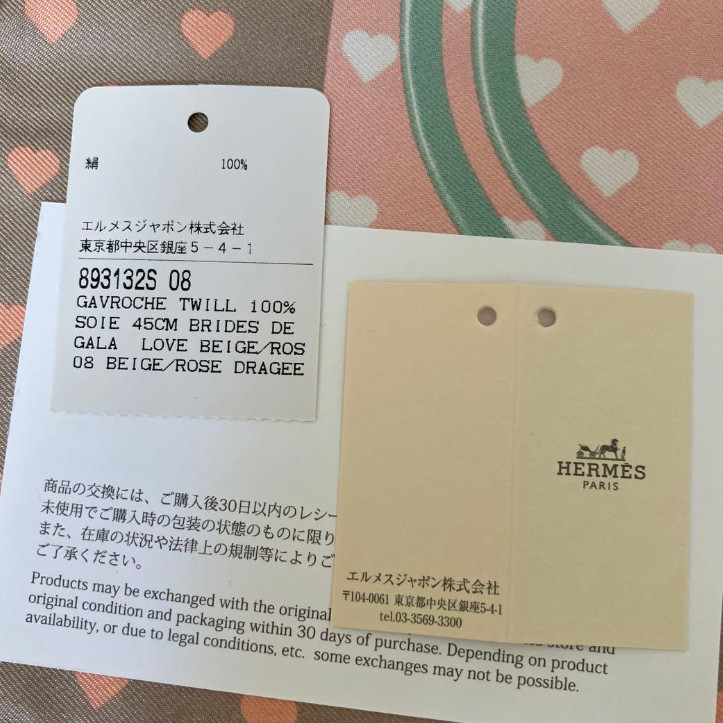 絹 100%
エルメスジャポン株式会社
東京都中央区銀座5-4-1
893132S 08
GAVROCHE TWILL 100%
SOIE 45CM BRIDES DE
GALA LOVE BEIGE/ROS
08 BEIGE/ROSE DRAGEE
HERMÈS
PARIS
エルメスジャポン株式会社
〒104-0061 東京都中央区銀座5-4-1
tel.03-3569-3300
商品の交換には、ご購入後30日以内のレシー
未使用でご購入時の包装の状態のものに限り
また、在庫の状況や法律上の規制等によりご
ご了承ください。
Products may be exchanged with the original
original condition and packaging within 30 days of purchase. Depending on product
availability, or due to legal conditions, etc. some exchanges may not be possible.